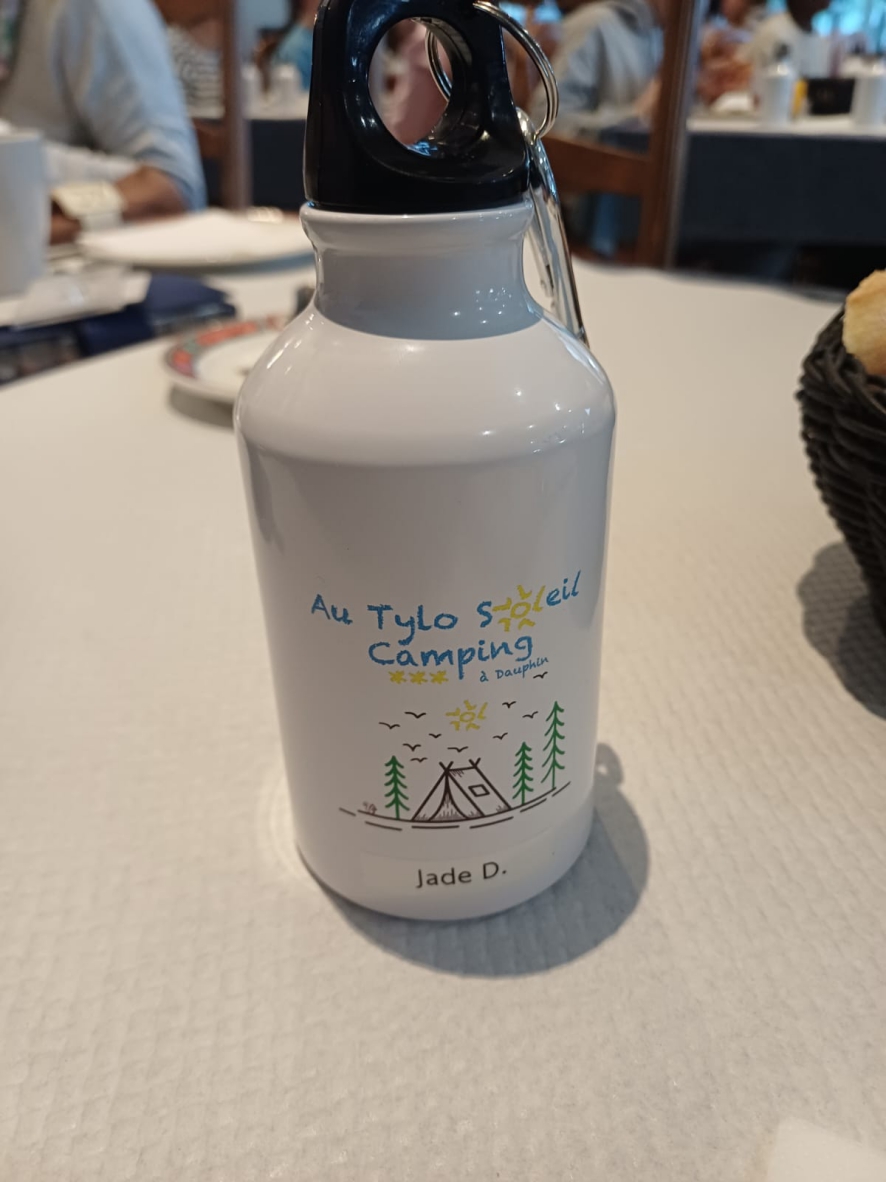 Au Tylo Soleil
Camping
à Dauphin
Jade D.